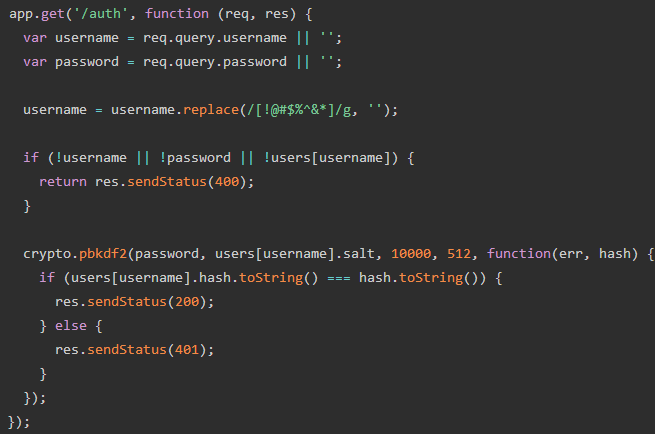 app.get('/auth', function (req, res) {
  var username = req.query.username || '';
  var password = req.query.password || '';

  username = username.replace(/[!@#$%^&*]/g, '');

  if (!username || !password || !users[username]) {
    return res.sendStatus(400);
  }

  crypto.pbkdf2(password, users[username].salt, 10000, 512, function(err, hash) {
    if (users[username].hash.toString() === hash.toString()) {
      res.sendStatus(200);
    } else {
      res.sendStatus(401);
    }
  });
});